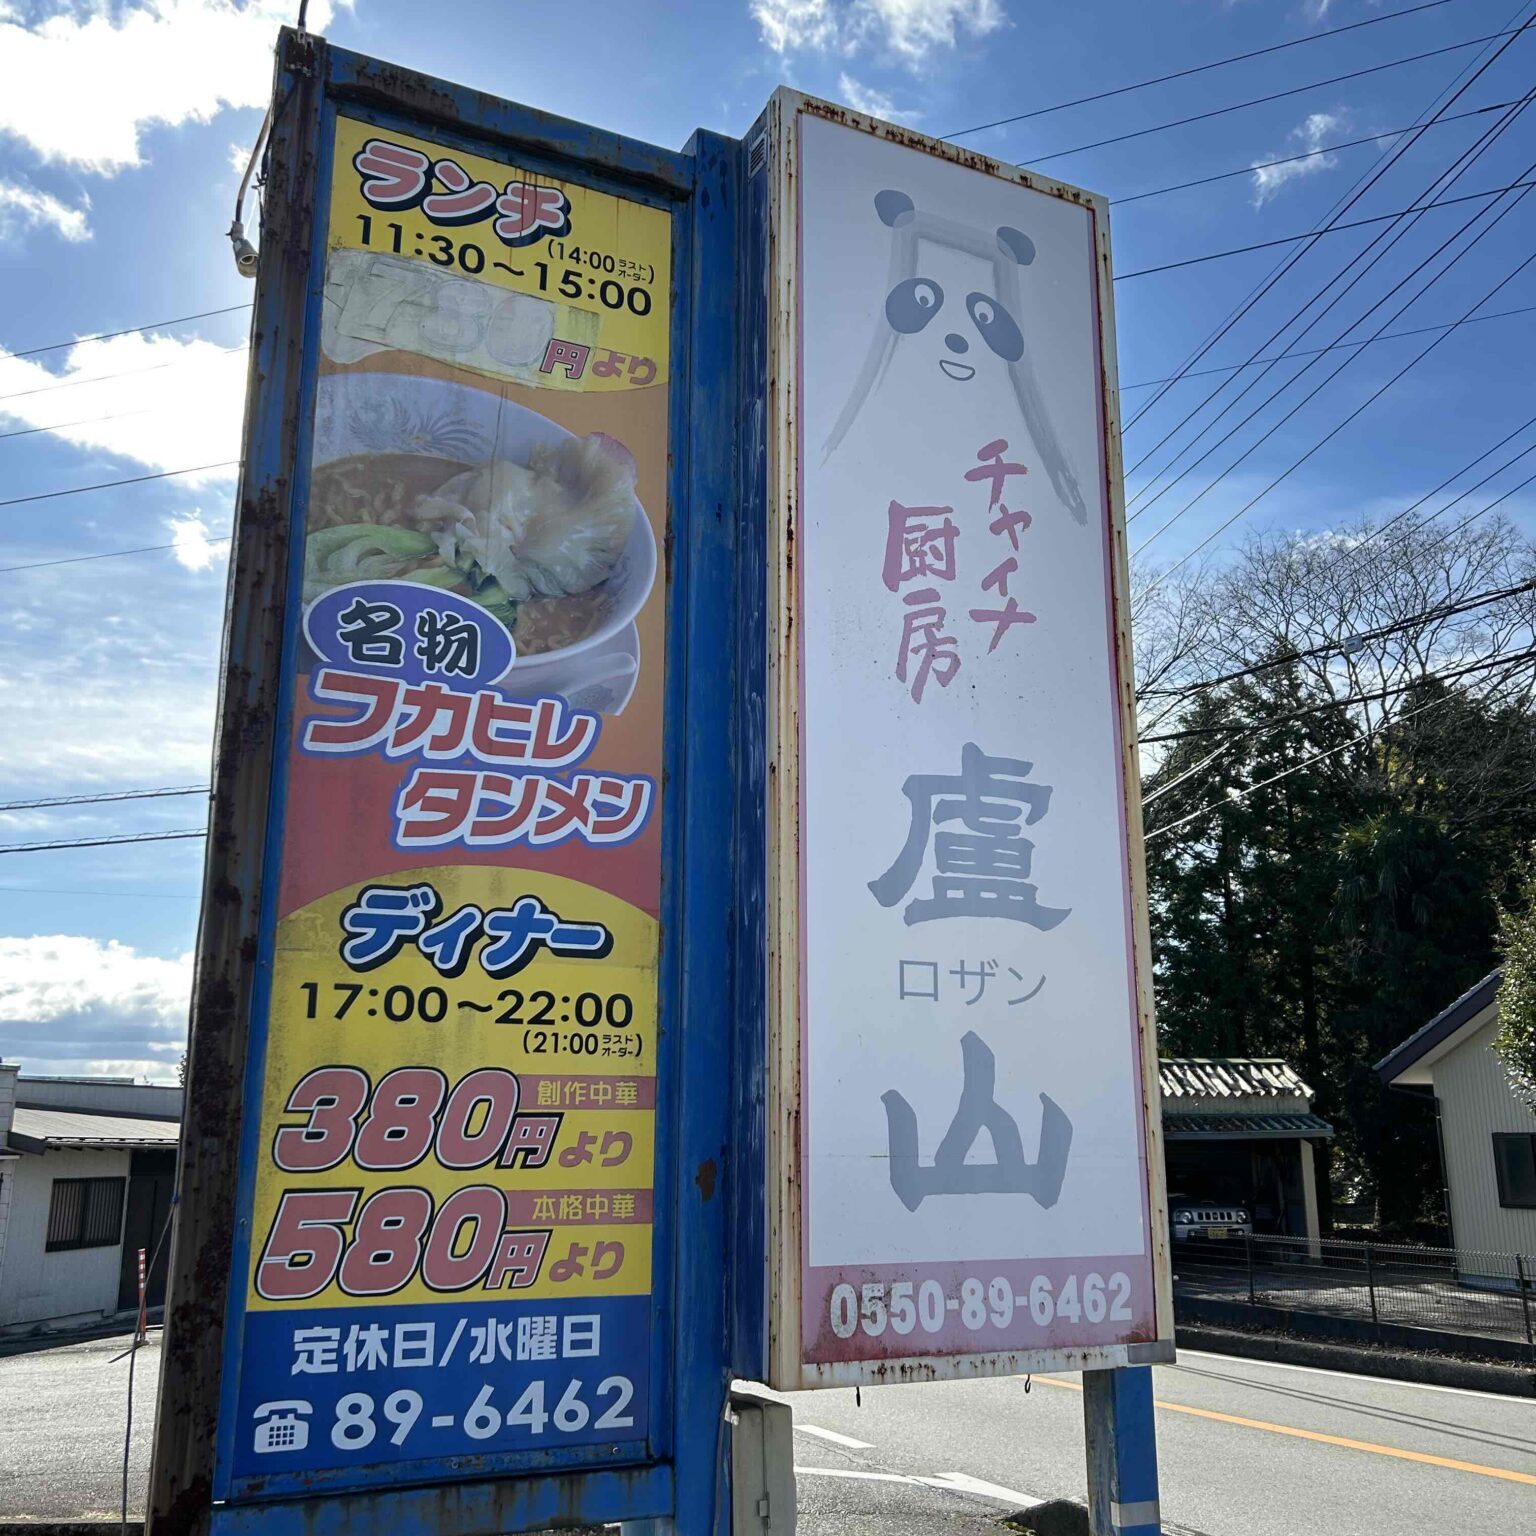 ランチ
11:30～15:00
(14:00ラストオーダー)
780
円より
名物
フカヒレ
タンメン
ディナー
17:00～22:00
(21:00ラストオーダー)
創作中華
380円より
本格中華
580円より
定休日/水曜日
☎89-6462
チャイナ
厨房
盧
ロザン
山
0550-89-6462